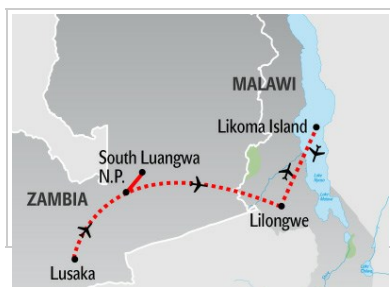 MALAWI
Likoma Island
South Luangwa
N.P.
ZAMBIA
Lilongwe
Lusaka